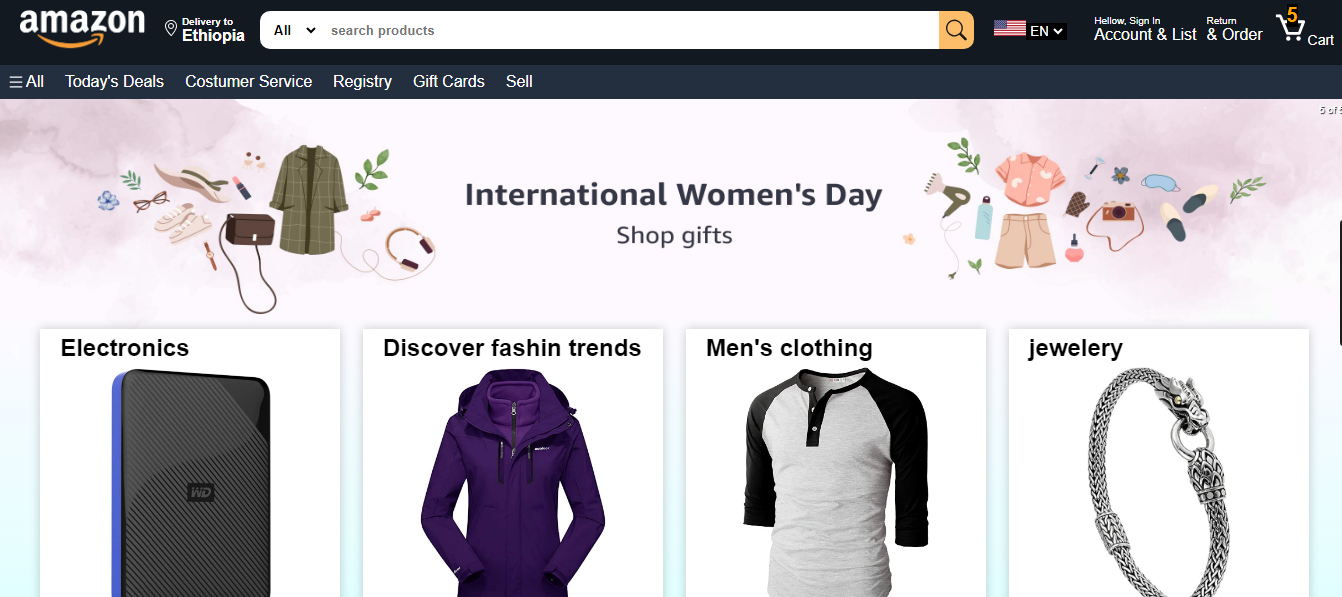 amazon
Delivery to
Ethiopia
All
search products
EN
Hellow, Sign In
Account & List
Return
& Order
5
Cart
All
Today's Deals
Costumer Service
Registry
Gift Cards
Sell
5 of 5
International Women's Day
Shop gifts
Electronics
Discover fashin trends
Men's clothing
jewelery
WD